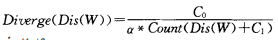 Diverge(Dis(W))= C₀ / α * Count(Dis(W)+C₁)